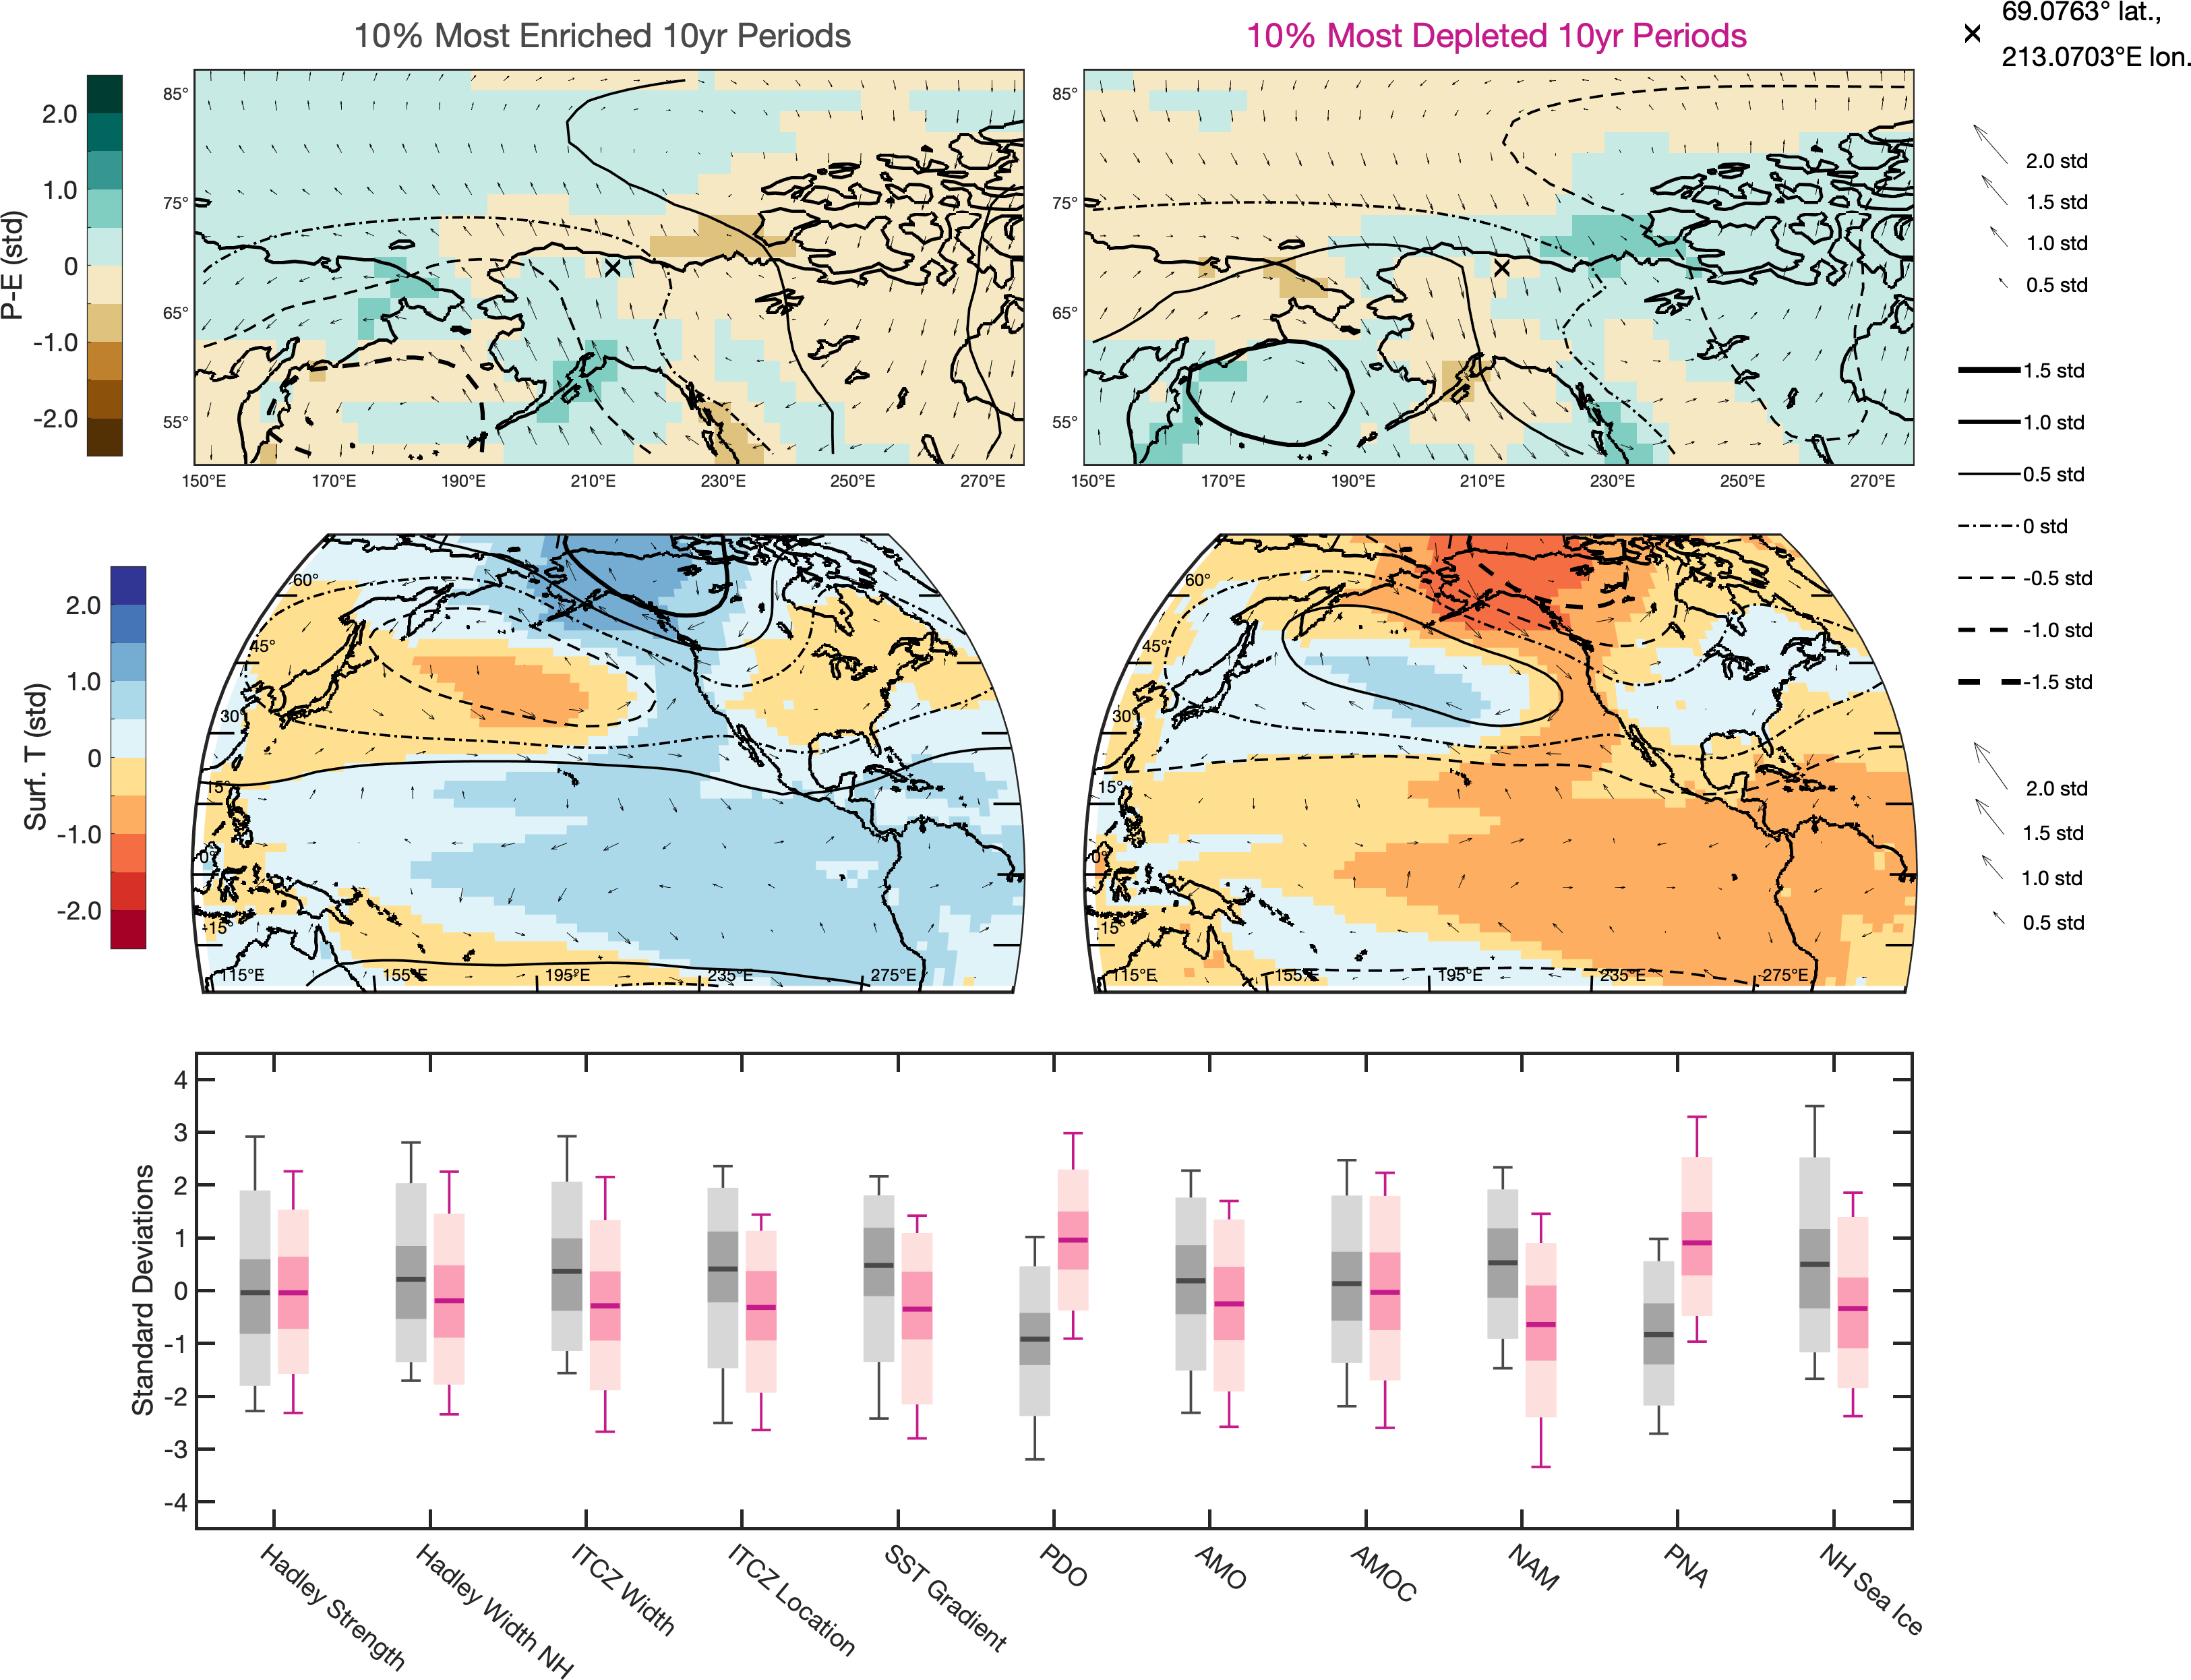 10% Most Enriched 10yr Periods
10% Most Depleted 10yr Periods
69.0763° lat.,
213.0703°E lon.
P-E (std)
2.0
1.0
0
-1.0
-2.0
85°
75°
65°
55°
150°E
170°E
190°E
210°E
230°E
250°E
270°E
85°
75°
65°
55°
150°E
170°E
190°E
210°E
230°E
250°E
270°E
2.0 std
1.5 std
1.0 std
0.5 std
1.5 std
1.0 std
0.5 std
0 std
-0.5 std
-1.0 std
-1.5 std
2.0 std
1.5 std
1.0 std
0.5 std
Surf. T (std)
2.0
1.0
0
-1.0
-2.0
60°
45°
30°
15°
0°
-15°
115°E
155°E
195°E
235°E
275°E
60°
45°
30°
15°
0°
-15°
115°E
155°E
195°E
235°E
275°E
Standard Deviations
4
3
2
1
0
-1
-2
-3
-4
Hadley Strength
Hadley Width NH
ITCZ Width
ITCZ Location
SST Gradient
PDO
AMO
AMOC
NAM
PNA
NH Sea Ice